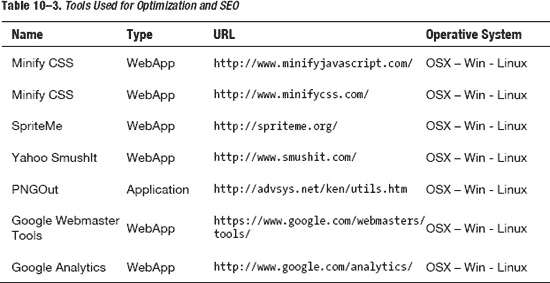 Table 10–3. Tools Used for Optimization and SEO
Name Type URL Operative System
Minify CSS WebApp http://www.minifyjavascript.com/ OSX – Win - Linux
Minify CSS WebApp http://www.minifycss.com/ OSX – Win - Linux
SpriteMe WebApp http://spriteme.org/ OSX – Win - Linux
Yahoo SmushIt WebApp http://www.smushit.com/ OSX – Win - Linux
PNGOut Application http://advsys.net/ken/utils.htm OSX – Win - Linux
Google Webmaster WebApp https://www.google.com/webmasters/ OSX – Win - Linux
Tools tools/
Google Analytics WebApp http://www.google.com/analytics/ OSX – Win - Linux